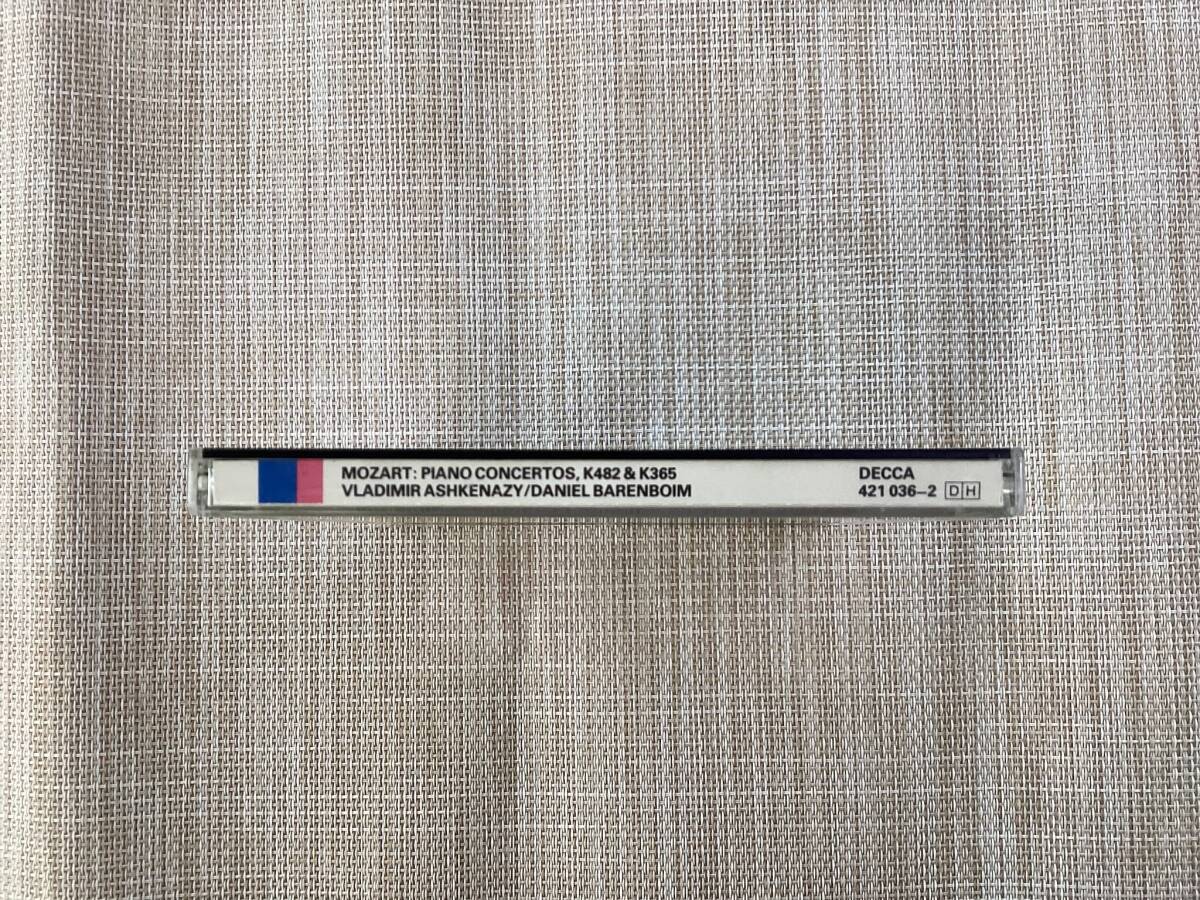 MOZART: PIANO CONCERTOS, K482 & K365
VLADIMIR ASHKENAZY/DANIEL BARENBOIM
DECCA
421 036–2 DH